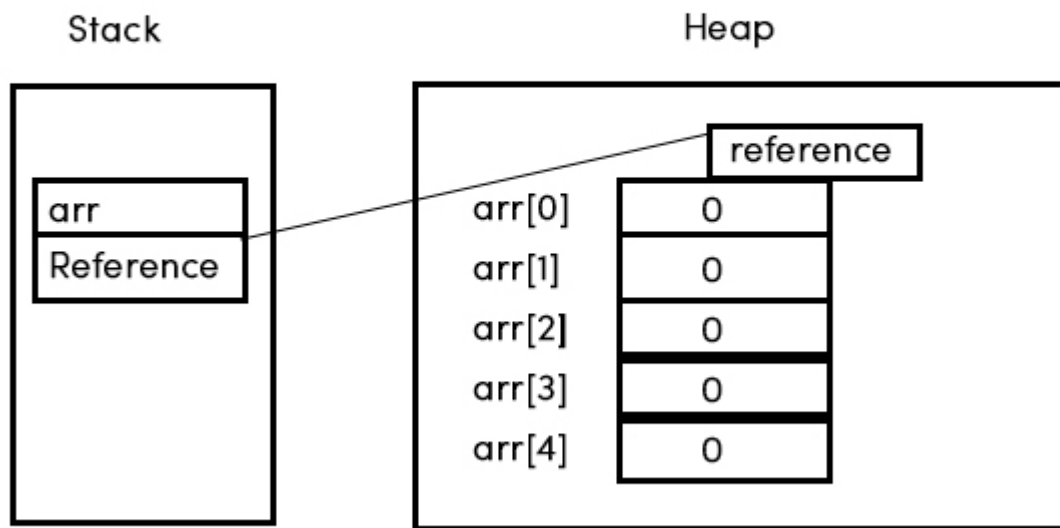 Stack
Heap
arr
Reference
reference
arr[0] 0
arr[1] 0
arr[2] 0
arr[3] 0
arr[4] 0